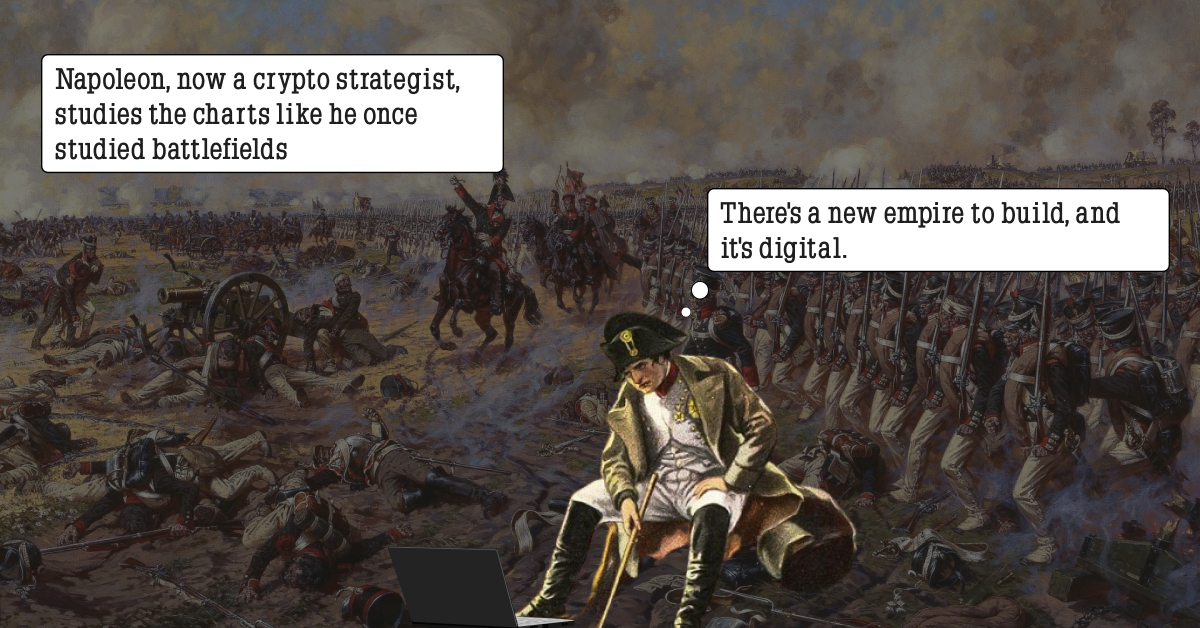 Napoleon, now a crypto strategist,
studies the charts like he once
studied battlefields
There's a new empire to build, and
it's digital.